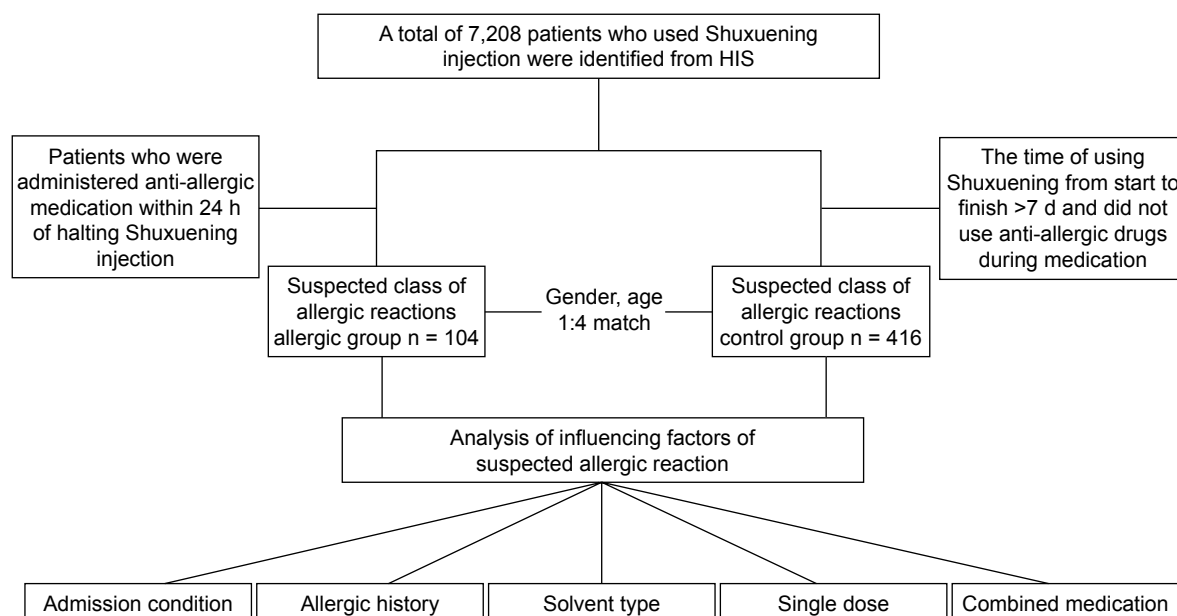 A total of 7,208 patients who used Shuxuening
injection were identified from HIS
Patients who were
administered anti-allergic
medication within 24 h
of halting Shuxuening
injection
The time of using
Shuxuening from start to
finish >7 d and did not
use anti-allergic drugs
during medication
Suspected class of
allergic reactions
allergic group n = 104
Gender, age
1:4 match
Suspected class of
allergic reactions
control group n = 416
Analysis of influencing factors of
suspected allergic reaction
Admission condition
Allergic history
Solvent type
Single dose
Combined medication